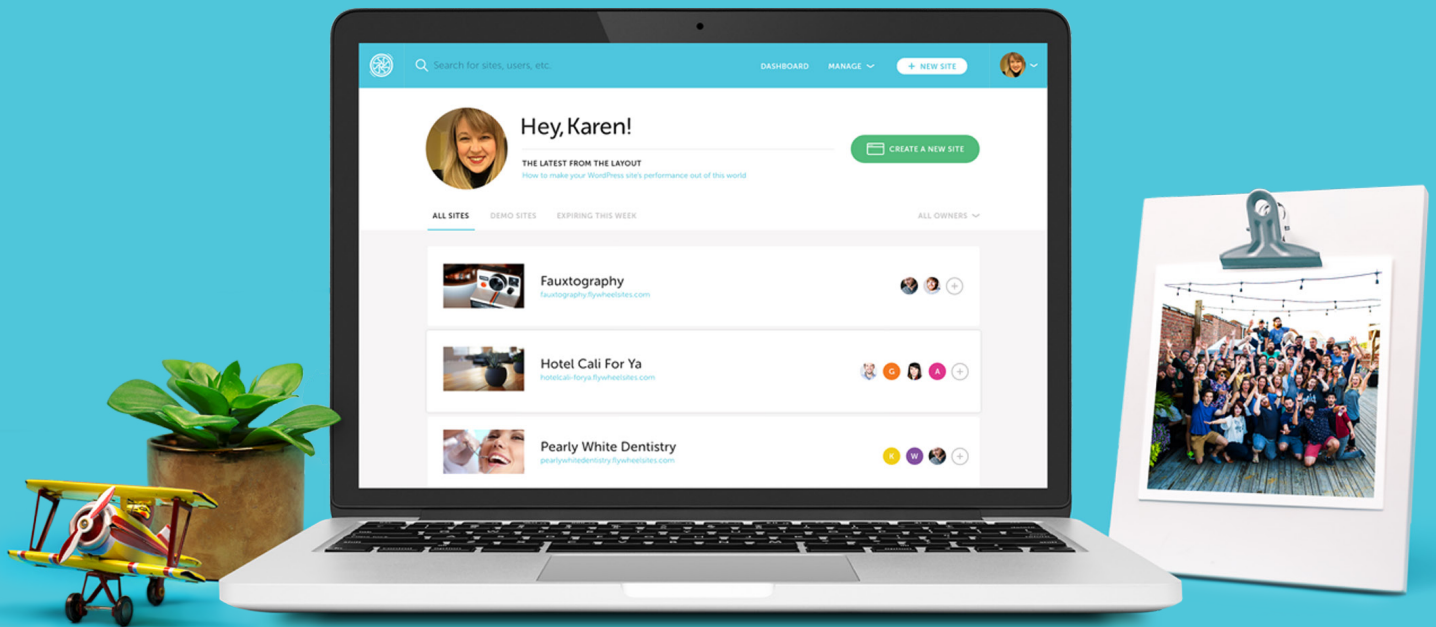 Search for sites, users, etc.
DASHBOARD
MANAGE
+ NEW SITE
Hey, Karen!
CREATE A NEW SITE
THE LATEST FROM THE LAYOUT
How to make your WordPress site's performance out of this world
ALL SITES
DEMO SITES
EXPIRING THIS WEEK
ALL OWNERS
Fauxtography
fauxtography.flywheelsites.com
Hotel Cali For Ya
hotelcali-forya.flywheelsites.com
G
A
Pearly White Dentistry
pearlywhitedentistry.flywheelsites.com
K
W